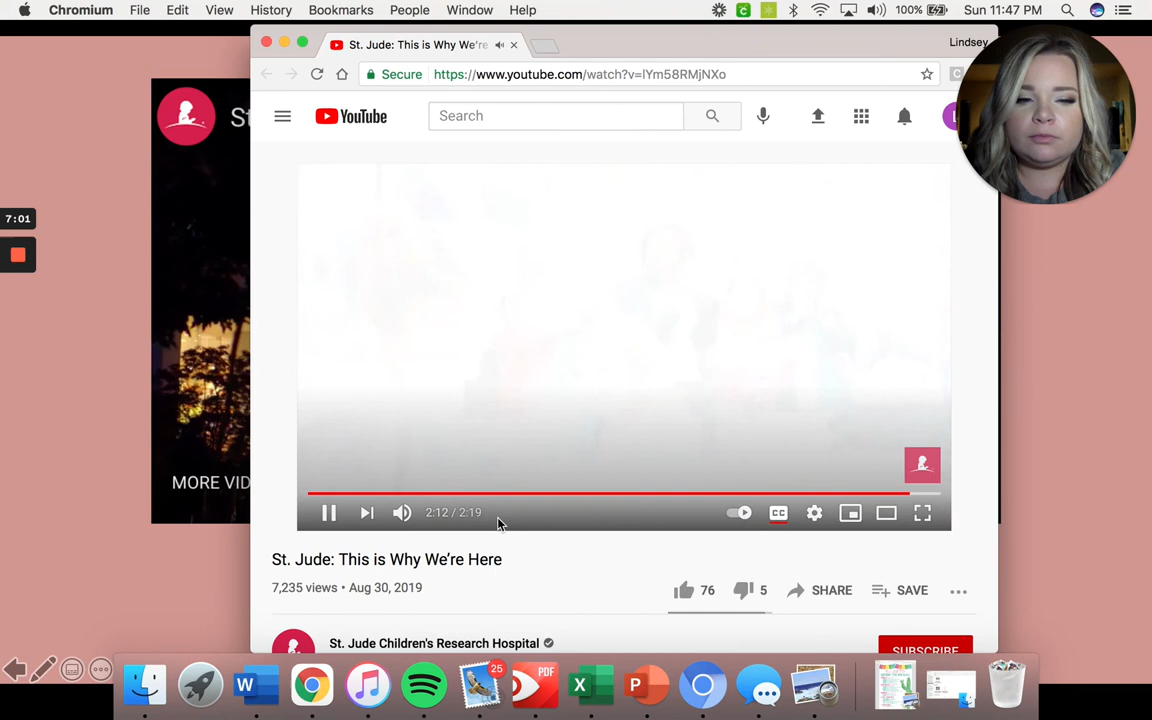 Chromium File Edit View History Bookmarks People Window Help 100% Sun 11:47 PM
St. Jude: This is Why We're
Lindsey
Secure https://www.youtube.com/watch?v=lYm58RMjNXo
YouTube Search
St
7:01
MORE VID
2:12 / 2:19 CC
St. Jude: This is Why We're Here
7,235 views • Aug 30, 2019 76 5 SHARE SAVE
St. Jude Children's Research Hospital
SUBSCRIBE
25
W PDF X P